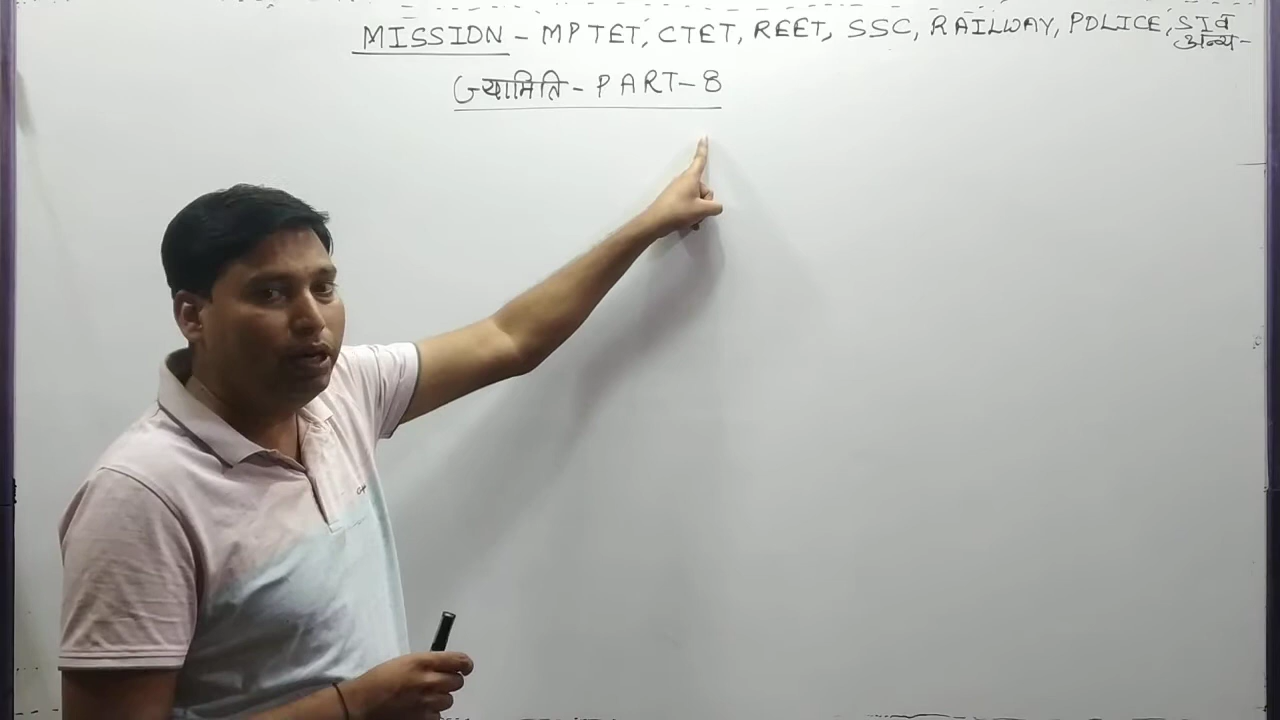 MISSION - MPTET, CTET, REET, SSC, RAILWAY, POLICE, SI व अन्य-
ज्यामिति - PART-8